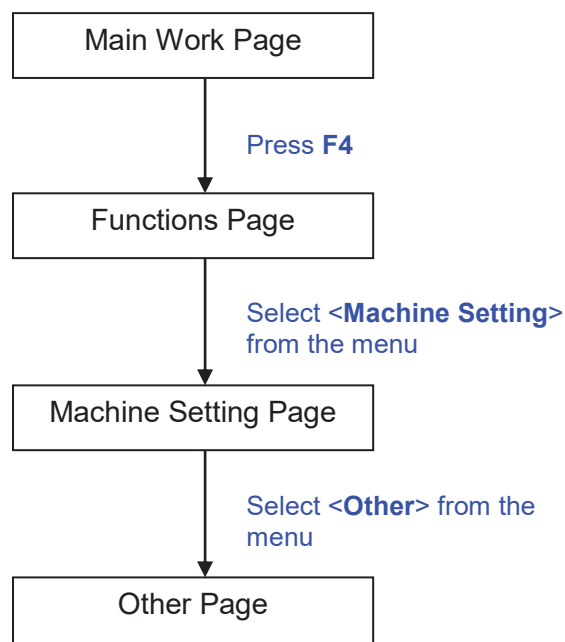 Main Work Page
Press F4
Functions Page
Select <Machine Setting>
from the menu
Machine Setting Page
Select <Other> from the
menu
Other Page